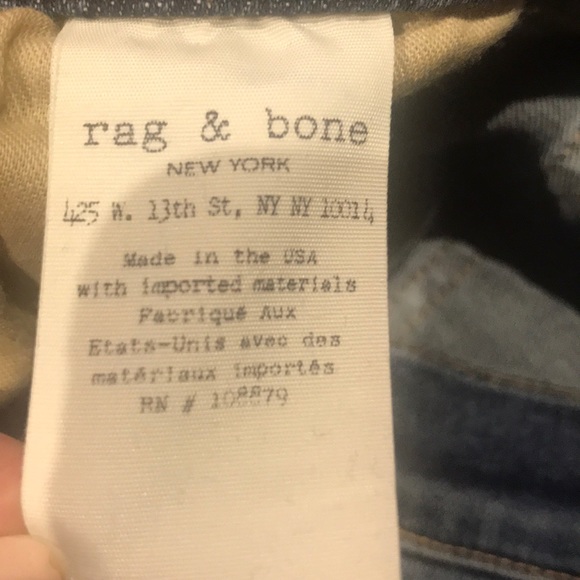 rag & bone
NEW YORK
425 W. 13th St, NY NY 10014
Made in the USA
with imported materials
Fabriqué Aux
Etats-Unis avec des
matériaux importés
RN # 108879